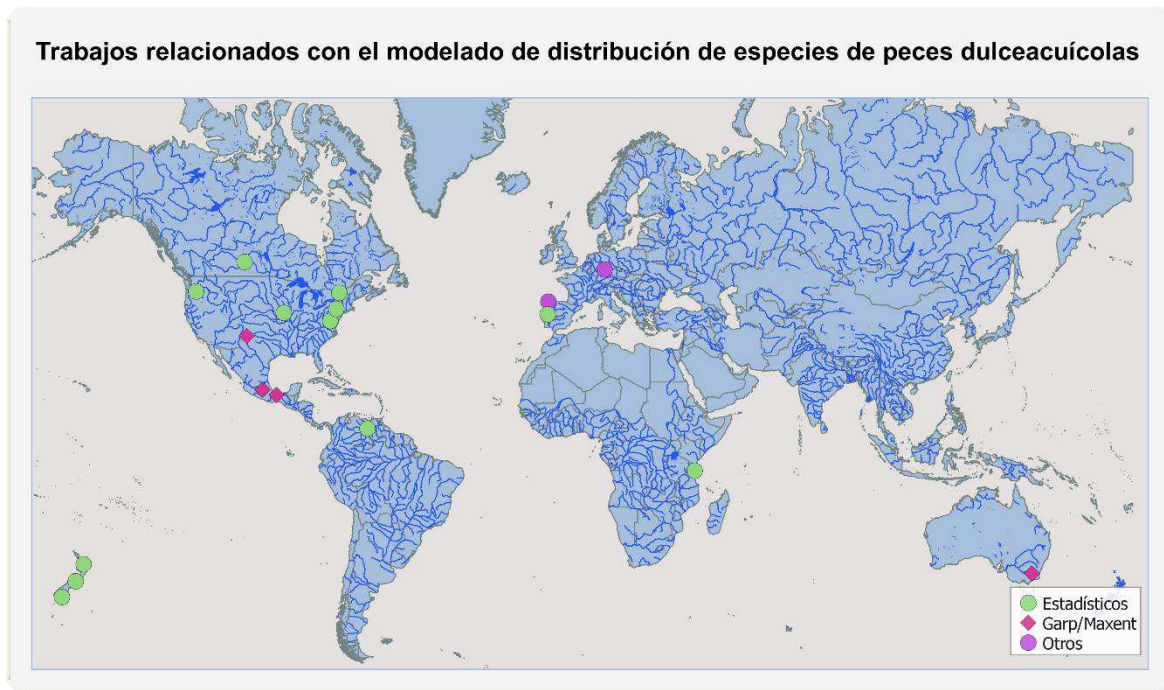 Trabajos relacionados con el modelado de distribución de especies de peces dulceacuícolas
Estadísticos
Garp/Maxent
Otros